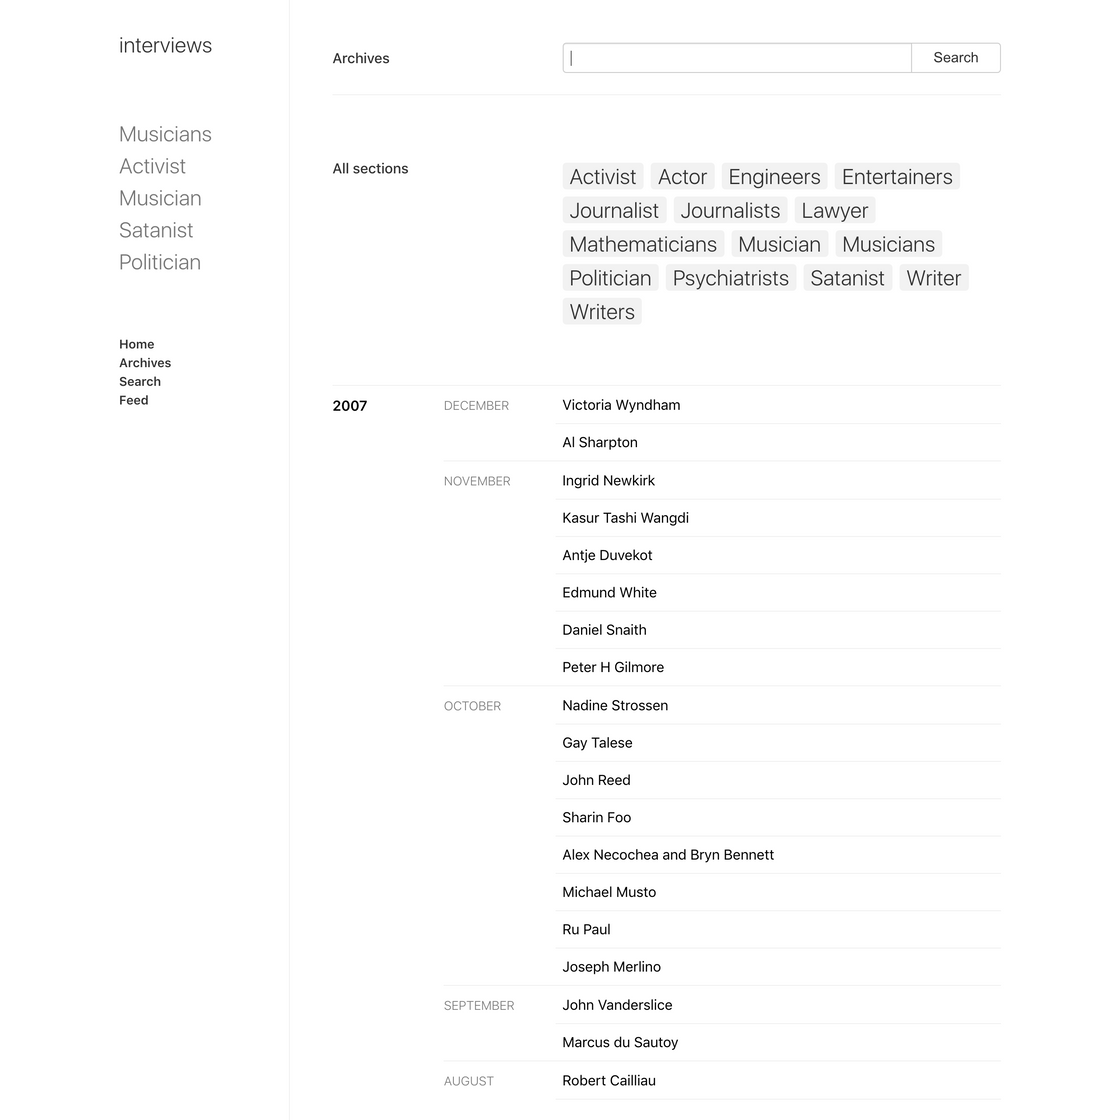 interviews
Musicians
Activist
Musician
Satanist
Politician
Home
Archives
Search
Feed
Archives
Search
All sections
Activist Actor Engineers Entertainers
Journalist Journalists Lawyer
Mathematicians Musician Musicians
Politician Psychiatrists Satanist Writer
Writers
2007 DECEMBER Victoria Wyndham
Al Sharpton
NOVEMBER Ingrid Newkirk
Kasur Tashi Wangdi
Antje Duvekot
Edmund White
Daniel Snaith
Peter H Gilmore
OCTOBER Nadine Strossen
Gay Talese
John Reed
Sharin Foo
Alex Necochea and Bryn Bennett
Michael Musto
Ru Paul
Joseph Merlino
SEPTEMBER John Vanderslice
Marcus du Sautoy
AUGUST Robert Cailliau